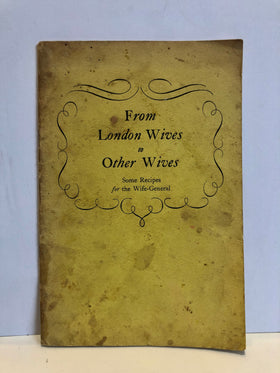 From
London Wives
to
Other Wives
Some Recipes
for the Wife-General